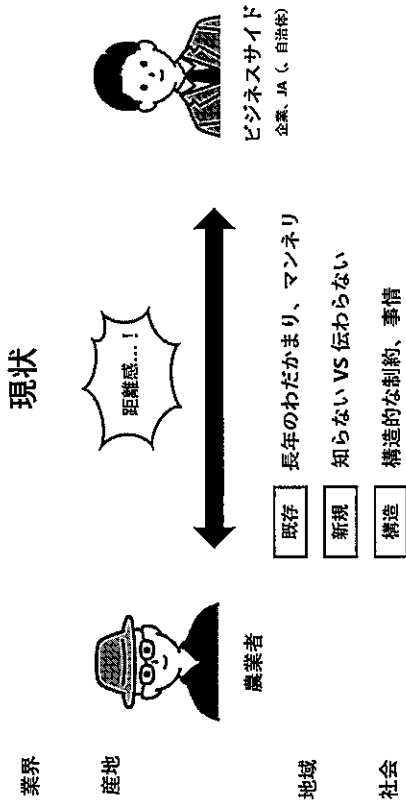 現状
業界
産地
地域
社会
距離感…！
農業者
ビジネスサイド
企業、JA（、自治体）
既存 長年のわだかまり、マンネリ
新規 知らない VS 伝わらない
構造 構造的な制約、事情